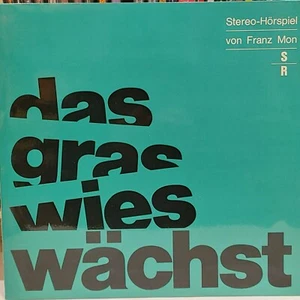 Stereo-Hörspiel
von Franz Mon
S
R
das
gras
wies
wächst